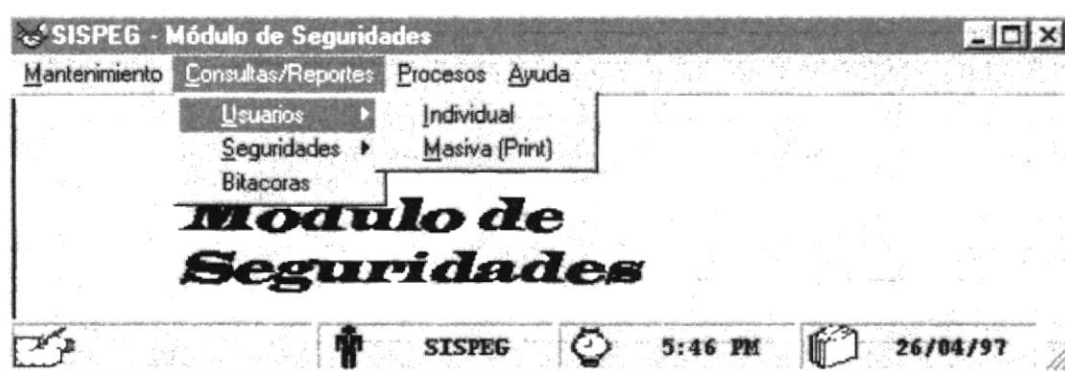 SISPEG - Módulo de Seguridades
Mantenimiento Consultas/Reportes Procesos Ayuda
Usuarios Individual
Seguridades Masiva (Print)
Bitacoras
Modulo de
Seguridades
SISPEG 5:46 PM 26/04/97